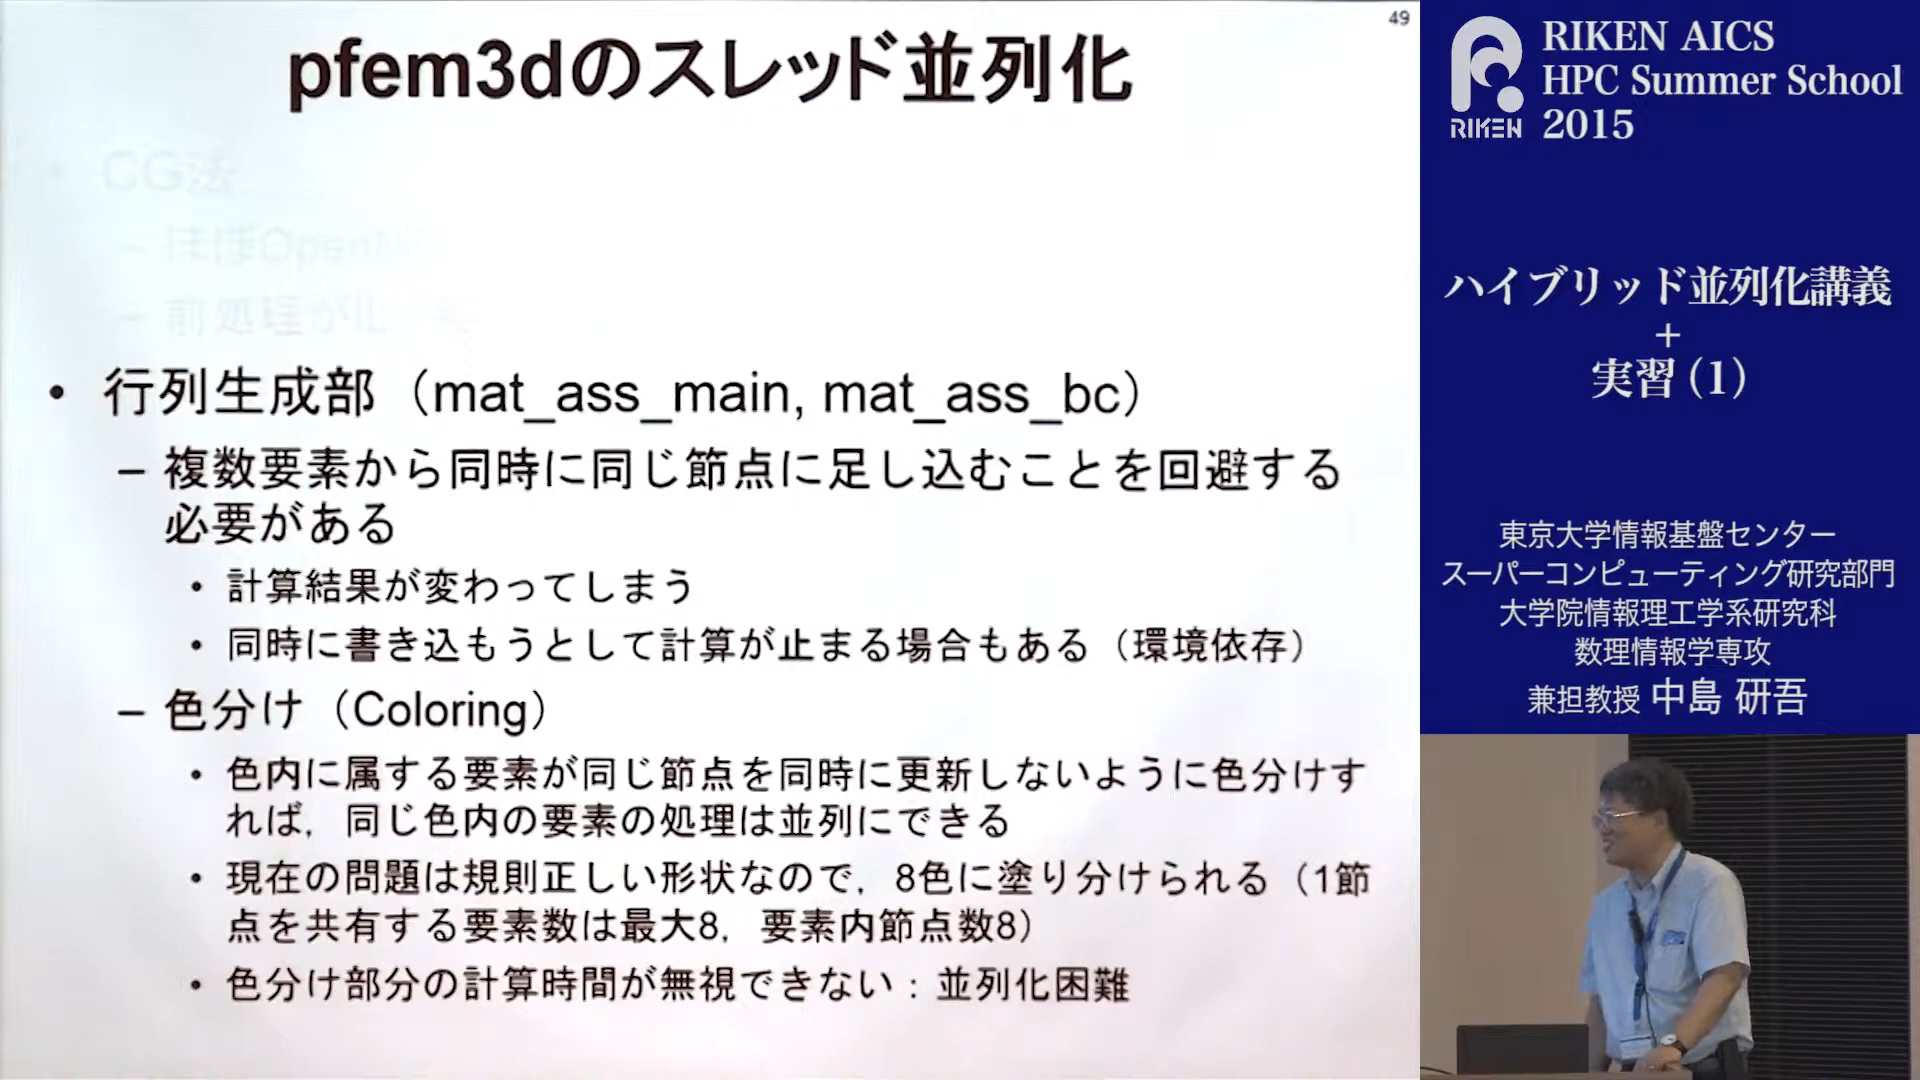 49
pfem3dのスレッド並列化
• CG法
• 行列生成部（mat_ass_main, mat_ass_bc）
– 複数要素から同時に同じ節点に足し込むことを回避する
必要がある
• 計算結果が変わってしまう
• 同時に書き込もうとして計算が止まる場合もある（環境依存）
– 色分け（Coloring）
• 色内に属する要素が同じ節点を同時に更新しないように色分けす
れば，同じ色内の要素の処理は並列にできる
• 現在の問題は規則正しい形状なので，8色に塗り分けられる（1節
点を共有する要素数は最大8，要素内節点数8）
• 色分け部分の計算時間が無視できない：並列化困難
RIKEN
RIKEN AICS
HPC Summer School
2015
ハイブリッド並列化講義
+
実習（1）
東京大学情報基盤センター
スーパーコンピューティング研究部門
大学院情報理工学系研究科
数理情報学専攻
兼担教授 中島 研吾